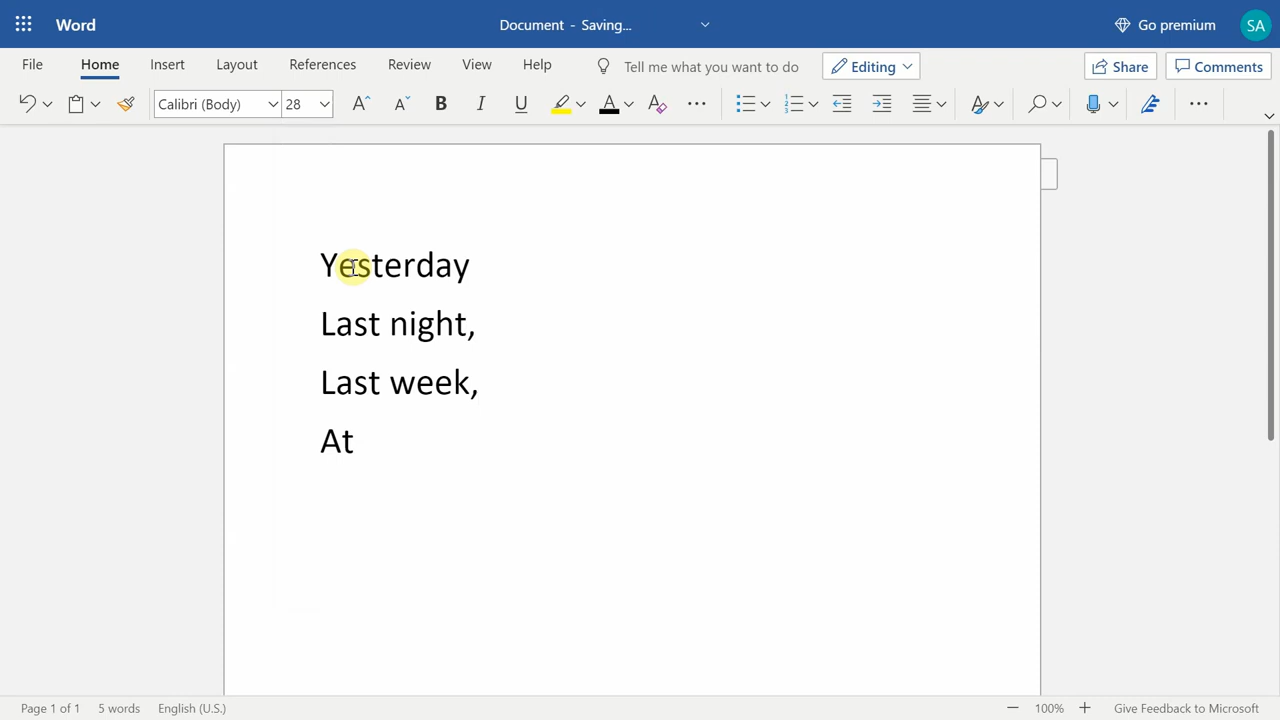 Word
Document - Saving...
Go premium
SA
File
Home
Insert
Layout
References
Review
View
Help
Tell me what you want to do
Editing
Share
Comments
Calibri (Body)
28
A
A
B
I
U
A
A
Yesterday
Last night,
Last week,
At
Page 1 of 1
5 words
English (U.S.)
100%
Give Feedback to Microsoft